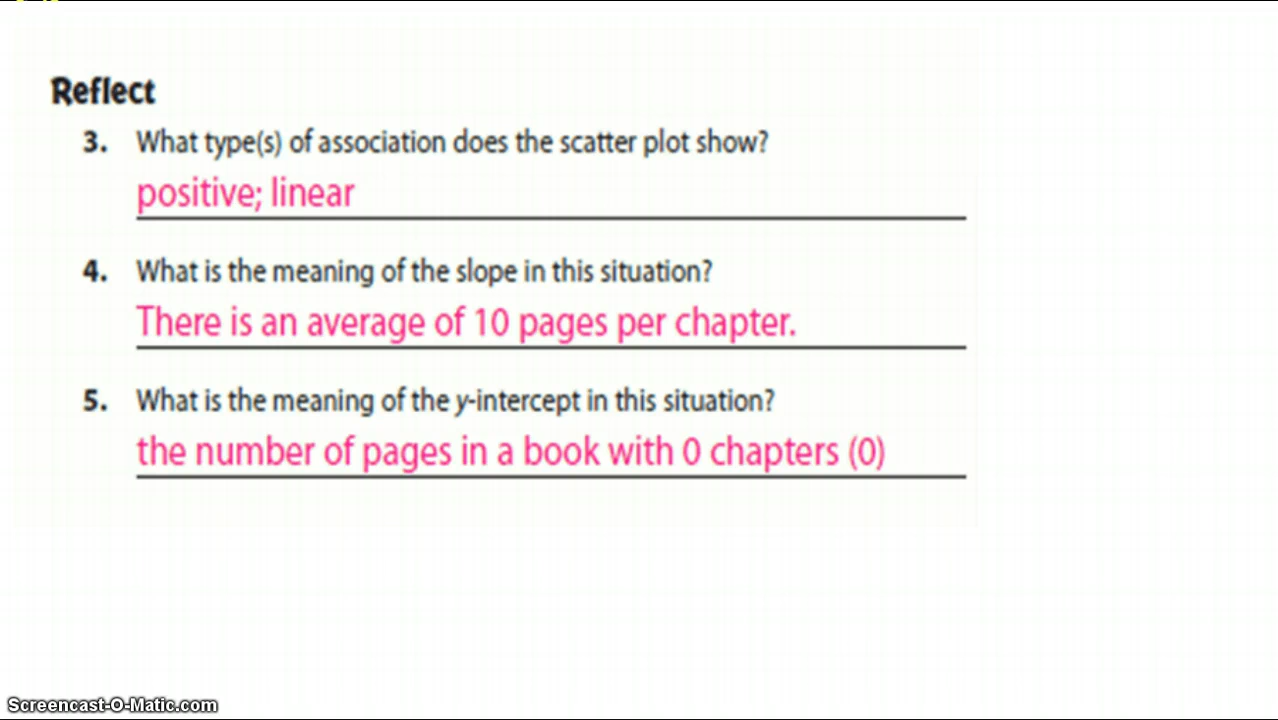 Reflect
3. What type(s) of association does the scatter plot show?
positive; linear
4. What is the meaning of the slope in this situation?
There is an average of 10 pages per chapter.
5. What is the meaning of the y-intercept in this situation?
the number of pages in a book with 0 chapters (0)
Screencast-O-Matic.com